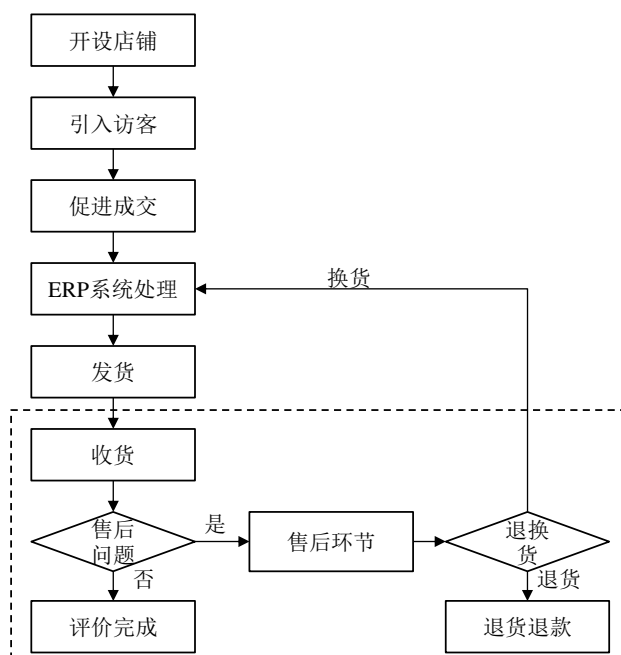 开设店铺
引入访客
促进成交
ERP系统处理
换货
发货
收货
售后
问题
是
售后环节
退换
货
否
退货
评价完成
退货退款